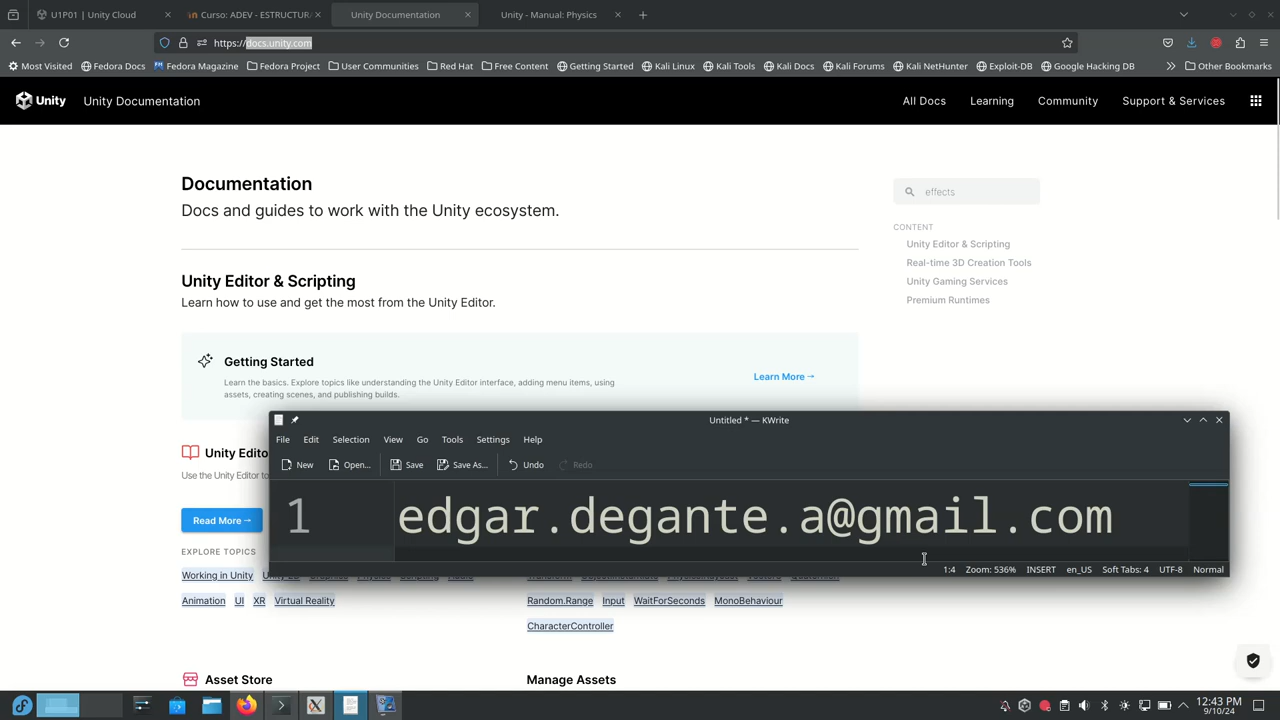 U1P01 | Unity Cloud
Curso: ADEV - ESTRUCTUR
Unity Documentation
Unity - Manual: Physics
https://docs.unity.com
Most Visited
Fedora Docs
Fedora Magazine
Fedora Project
User Communities
Red Hat
Free Content
Getting Started
Kali Linux
Kali Tools
Kali Docs
Kali Forums
Kali NetHunter
Exploit-DB
Google Hacking DB
Other Bookmarks
Unity
Unity Documentation
All Docs
Learning
Community
Support & Services
Documentation
Docs and guides to work with the Unity ecosystem.
effects
CONTENT
Unity Editor & Scripting
Real-time 3D Creation Tools
Unity Gaming Services
Premium Runtimes
Unity Editor & Scripting
Learn how to use and get the most from the Unity Editor.
Getting Started
Learn the basics. Explore topics like understanding the Unity Editor interface, adding menu items, using
assets, creating scenes, and publishing builds.
Learn More →
Untitled * — KWrite
File
Edit
Selection
View
Go
Tools
Settings
Help
New
Open...
Save
Save As...
Undo
Redo
1
edgar.degante.a@gmail.com
1:4
Zoom: 536%
INSERT
en_US
Soft Tabs: 4
UTF-8
Normal
Unity Edito
Use the Unity Editor to
Read More →
EXPLORE TOPICS
Working in Unity
Animation
UI
XR
Virtual Reality
Random.Range
Input
WaitForSeconds
MonoBehaviour
CharacterController
Asset Store
Manage Assets
12:43 PM
9/10/24